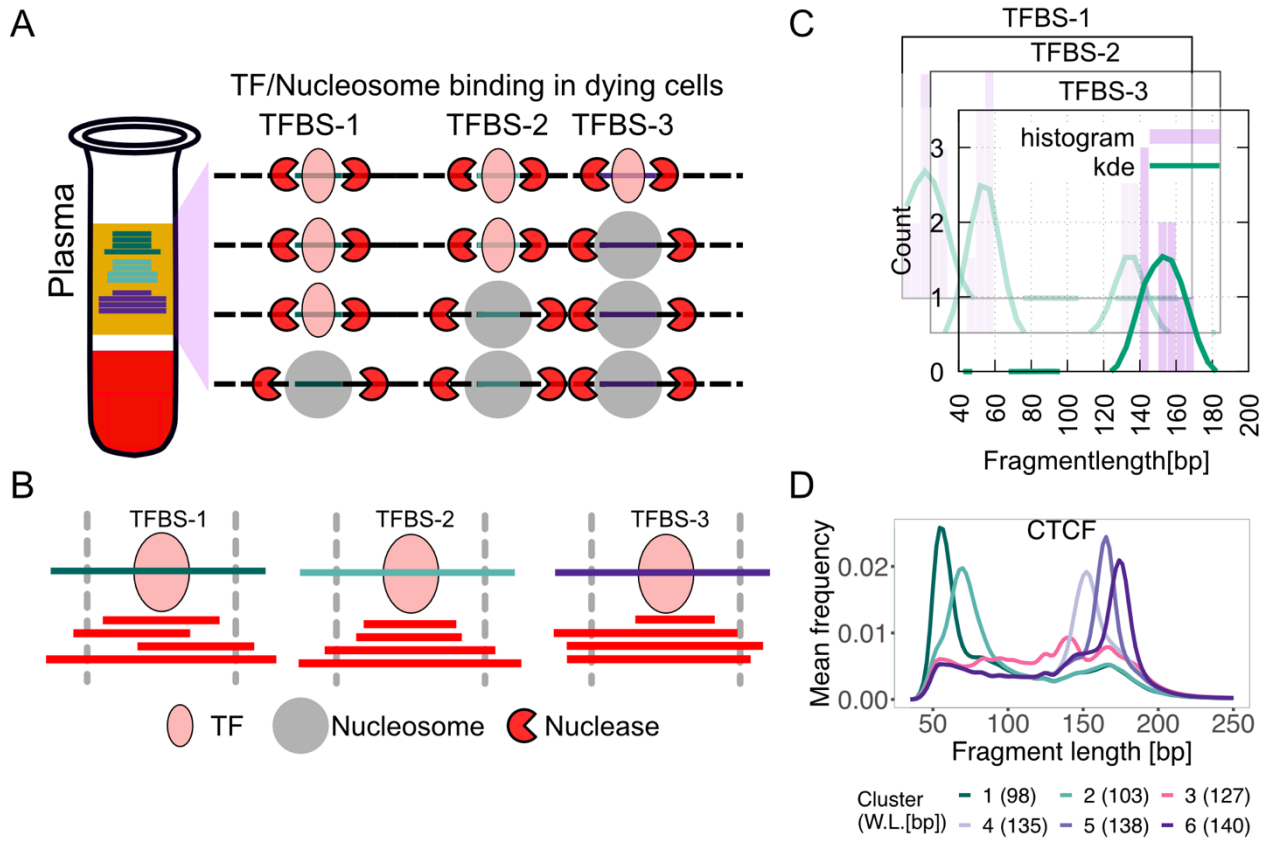 A
TF/Nucleosome binding in dying cells
TFBS-1 TFBS-2 TFBS-3
Plasma
B
TFBS-1 TFBS-2 TFBS-3
TF Nucleosome Nuclease
C
TFBS-1
TFBS-2
TFBS-3
histogram
kde
Count
3
2
1
0
40 60 80 100 120 140 160 180 200
Fragmentlength[bp]
D
CTCF
Mean frequency
0.02
0.01
0.00
50 100 150 200 250
Fragment length [bp]
Cluster
(W.L.[bp])
1 (98) 2 (103) 3 (127)
4 (135) 5 (138) 6 (140)